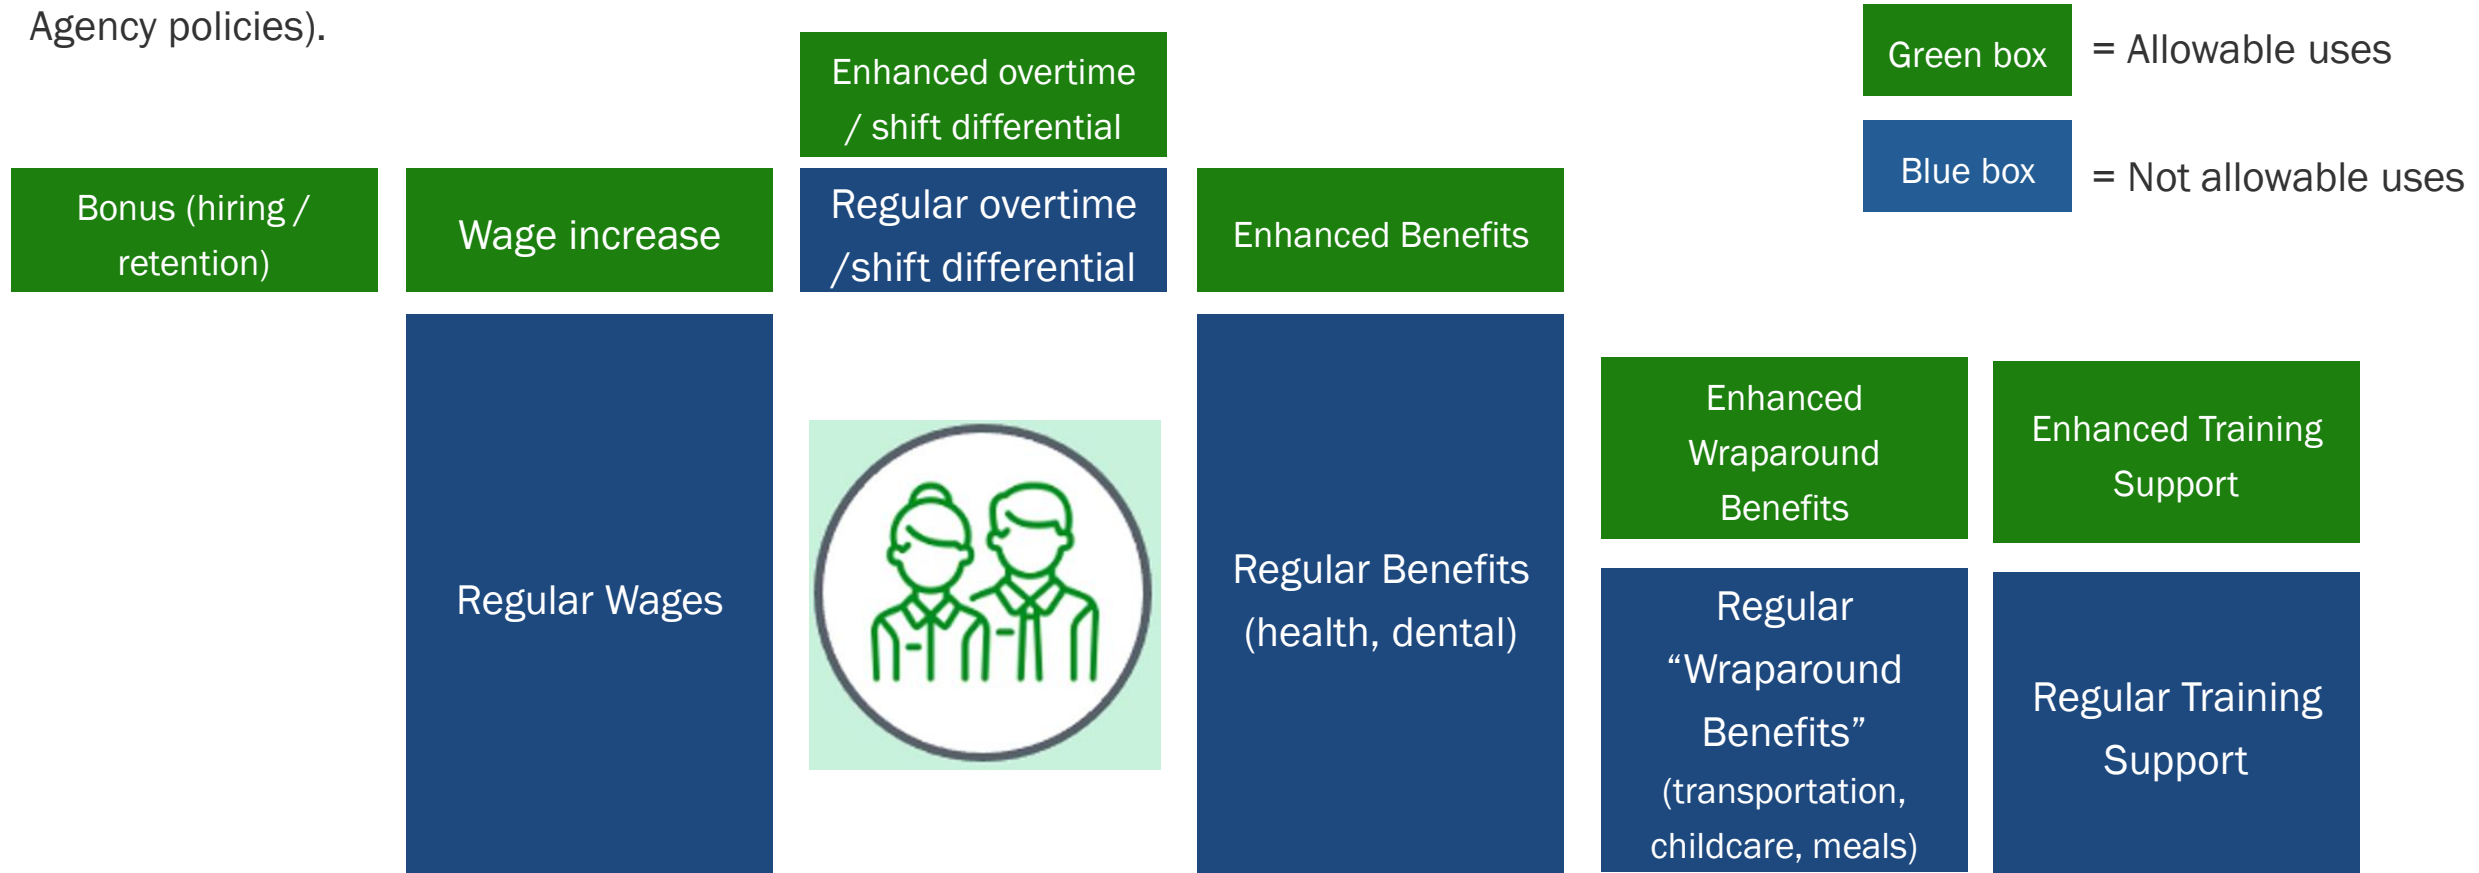 Agency policies).
Green box
= Allowable uses
Blue box
= Not allowable uses
Enhanced overtime
/ shift differential
Bonus (hiring /
retention)
Wage increase
Regular overtime
/shift differential
Enhanced Benefits
Regular Wages
Regular Benefits
(health, dental)
Enhanced
Wraparound
Benefits
Enhanced Training
Support
Regular
“Wraparound
Benefits”
(transportation,
childcare, meals)
Regular Training
Support